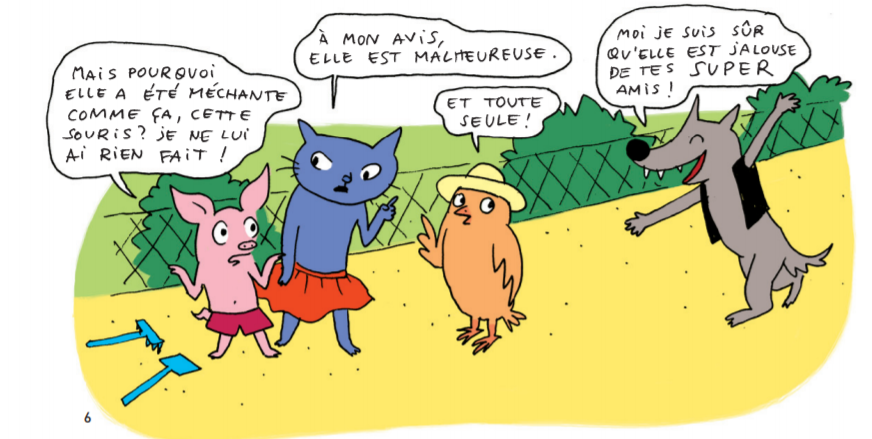 MAIS POURQUOI
ELLE A ÉTÉ MÉCHANTE
COMME ÇA, CETTE
SOURIS? JE NE LUI
AI RIEN FAIT !
À MON AVIS,
ELLE EST MALHEUREUSE.
ET TOUTE
SEULE !
MOI JE SUIS SÛR
QU'ELLE EST JALOUSE
DE TES SUPER
AMIS !
6